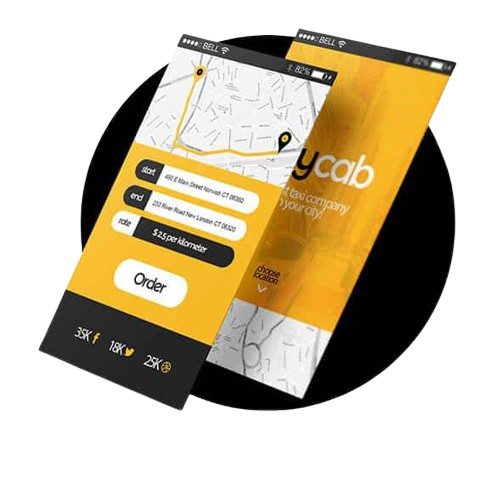 BELL
82%
start
490 E Main Street Norwich CT 06360
end
233 River Road New London CT 06320
rate
$ 2.5 per kilometer
Order
35K
18K
25K
BELL
82%
ycab
taxi company
your city!
choose
location